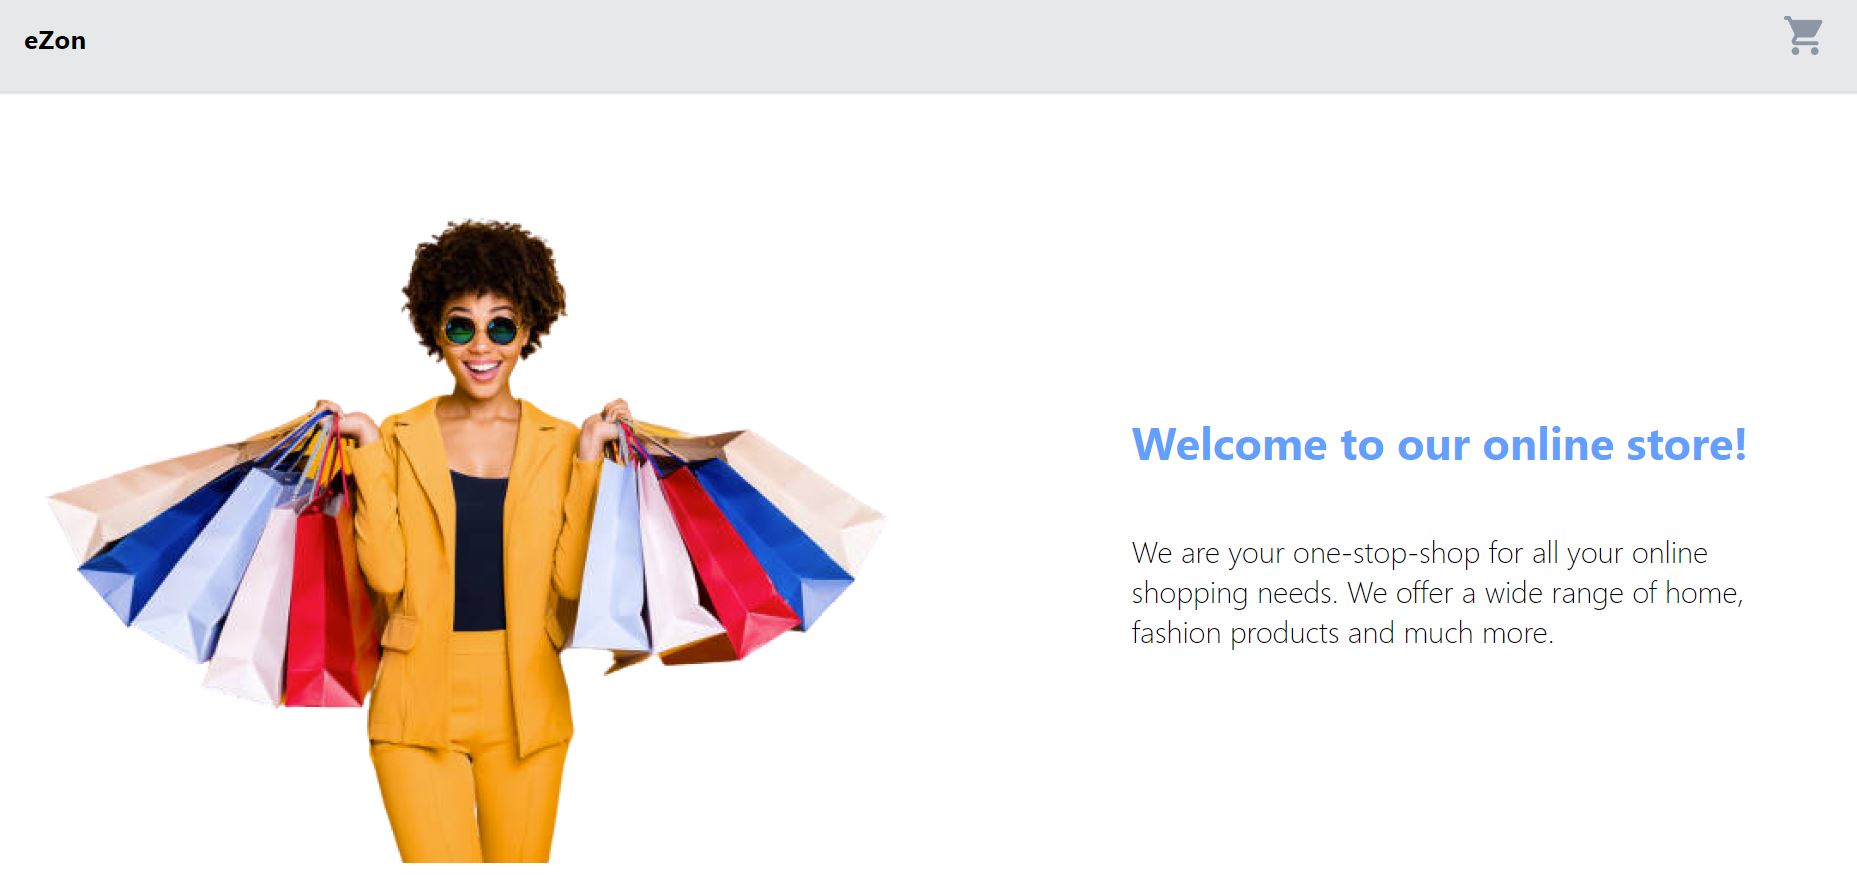 eZon
Welcome to our online store!
We are your one-stop-shop for all your online
shopping needs. We offer a wide range of home,
fashion products and much more.